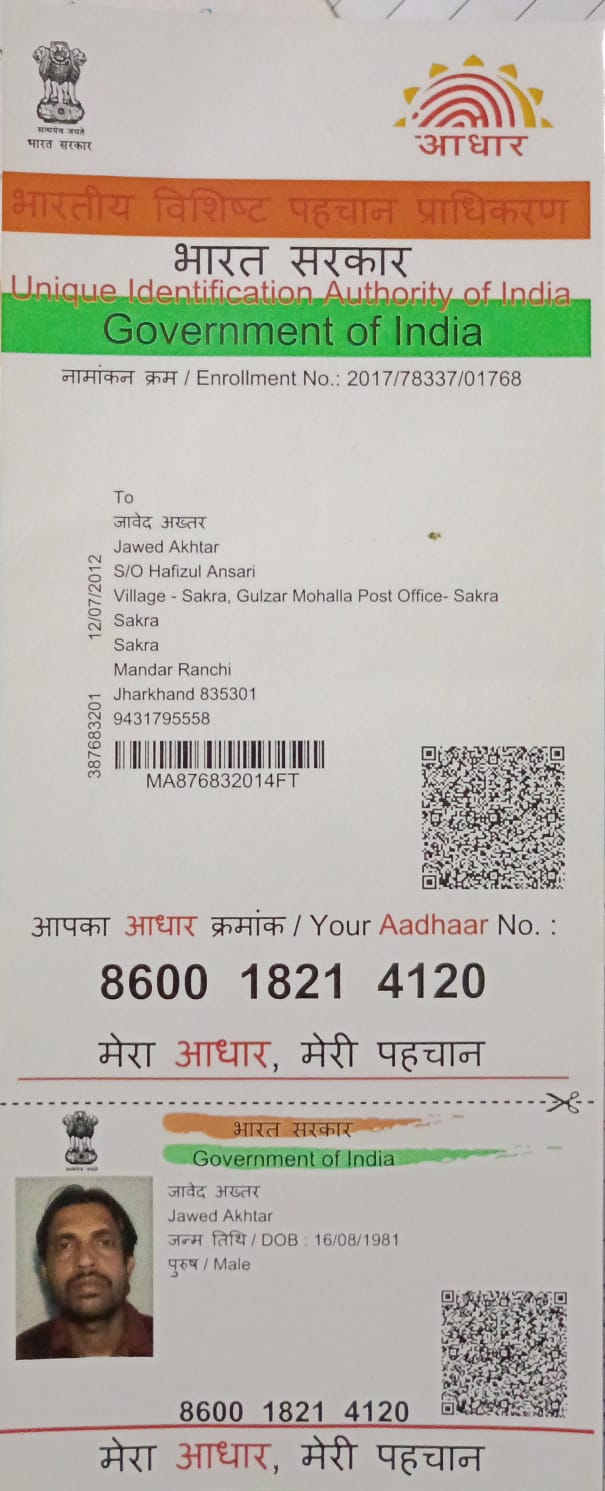 सत्यमेव जयते
भारत सरकार
आधार
भारतीय विशिष्ट पहचान प्राधिकरण
भारत सरकार
Unique Identification Authority of India
Government of India
नामांकन क्रम / Enrollment No.: 2017/78337/01768
To
जावेद अख्तर
Jawed Akhtar
S/O Hafizul Ansari
Village - Sakra, Gulzar Mohalla Post Office- Sakra
Sakra
Sakra
Mandar Ranchi
Jharkhand 835301
9431795558
387683201 12/07/2012
MA876832014FT
आपका आधार क्रमांक / Your Aadhaar No. :
8600 1821 4120
मेरा आधार, मेरी पहचान
भारत सरकार
Government of India
जावेद अख्तर
Jawed Akhtar
जन्म तिथि / DOB : 16/08/1981
पुरुष / Male
8600 1821 4120
मेरा आधार, मेरी पहचान